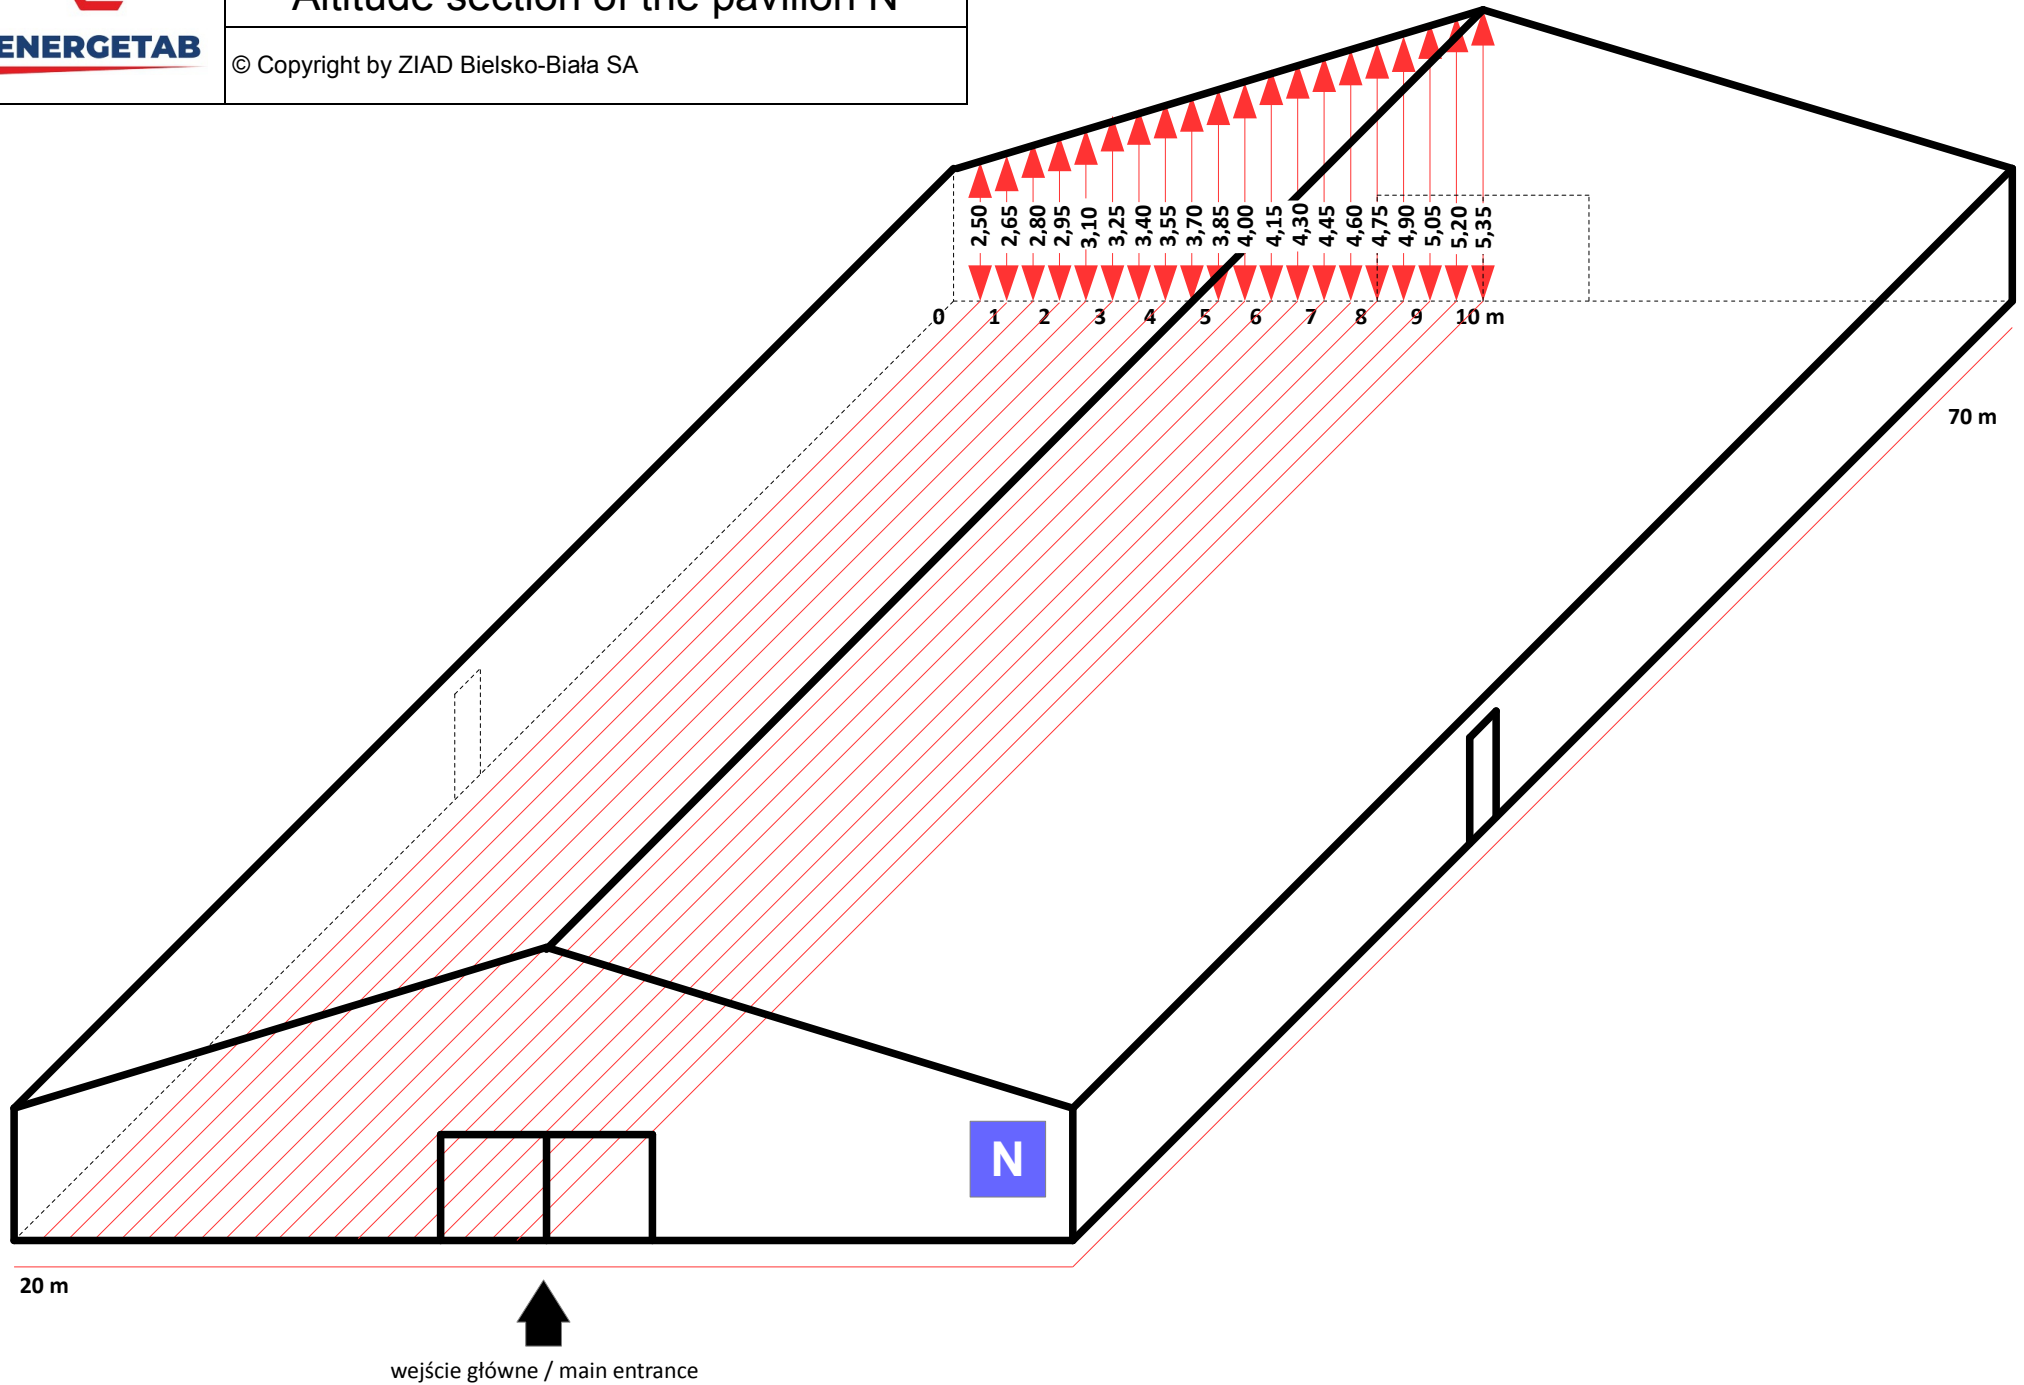 Altitude section of the pavilion N
ENERGETAB
© Copyright by ZIAD Bielsko-Biała SA
2,50
2,65
2,80
2,95
3,10
3,25
3,40
3,55
3,70
3,85
4,00
4,15
4,30
4,45
4,60
4,75
4,90
5,05
5,20
5,35
0 1 2 3 4 5 6 7 8 9 10 m
70 m
N
20 m
wejście główne / main entrance